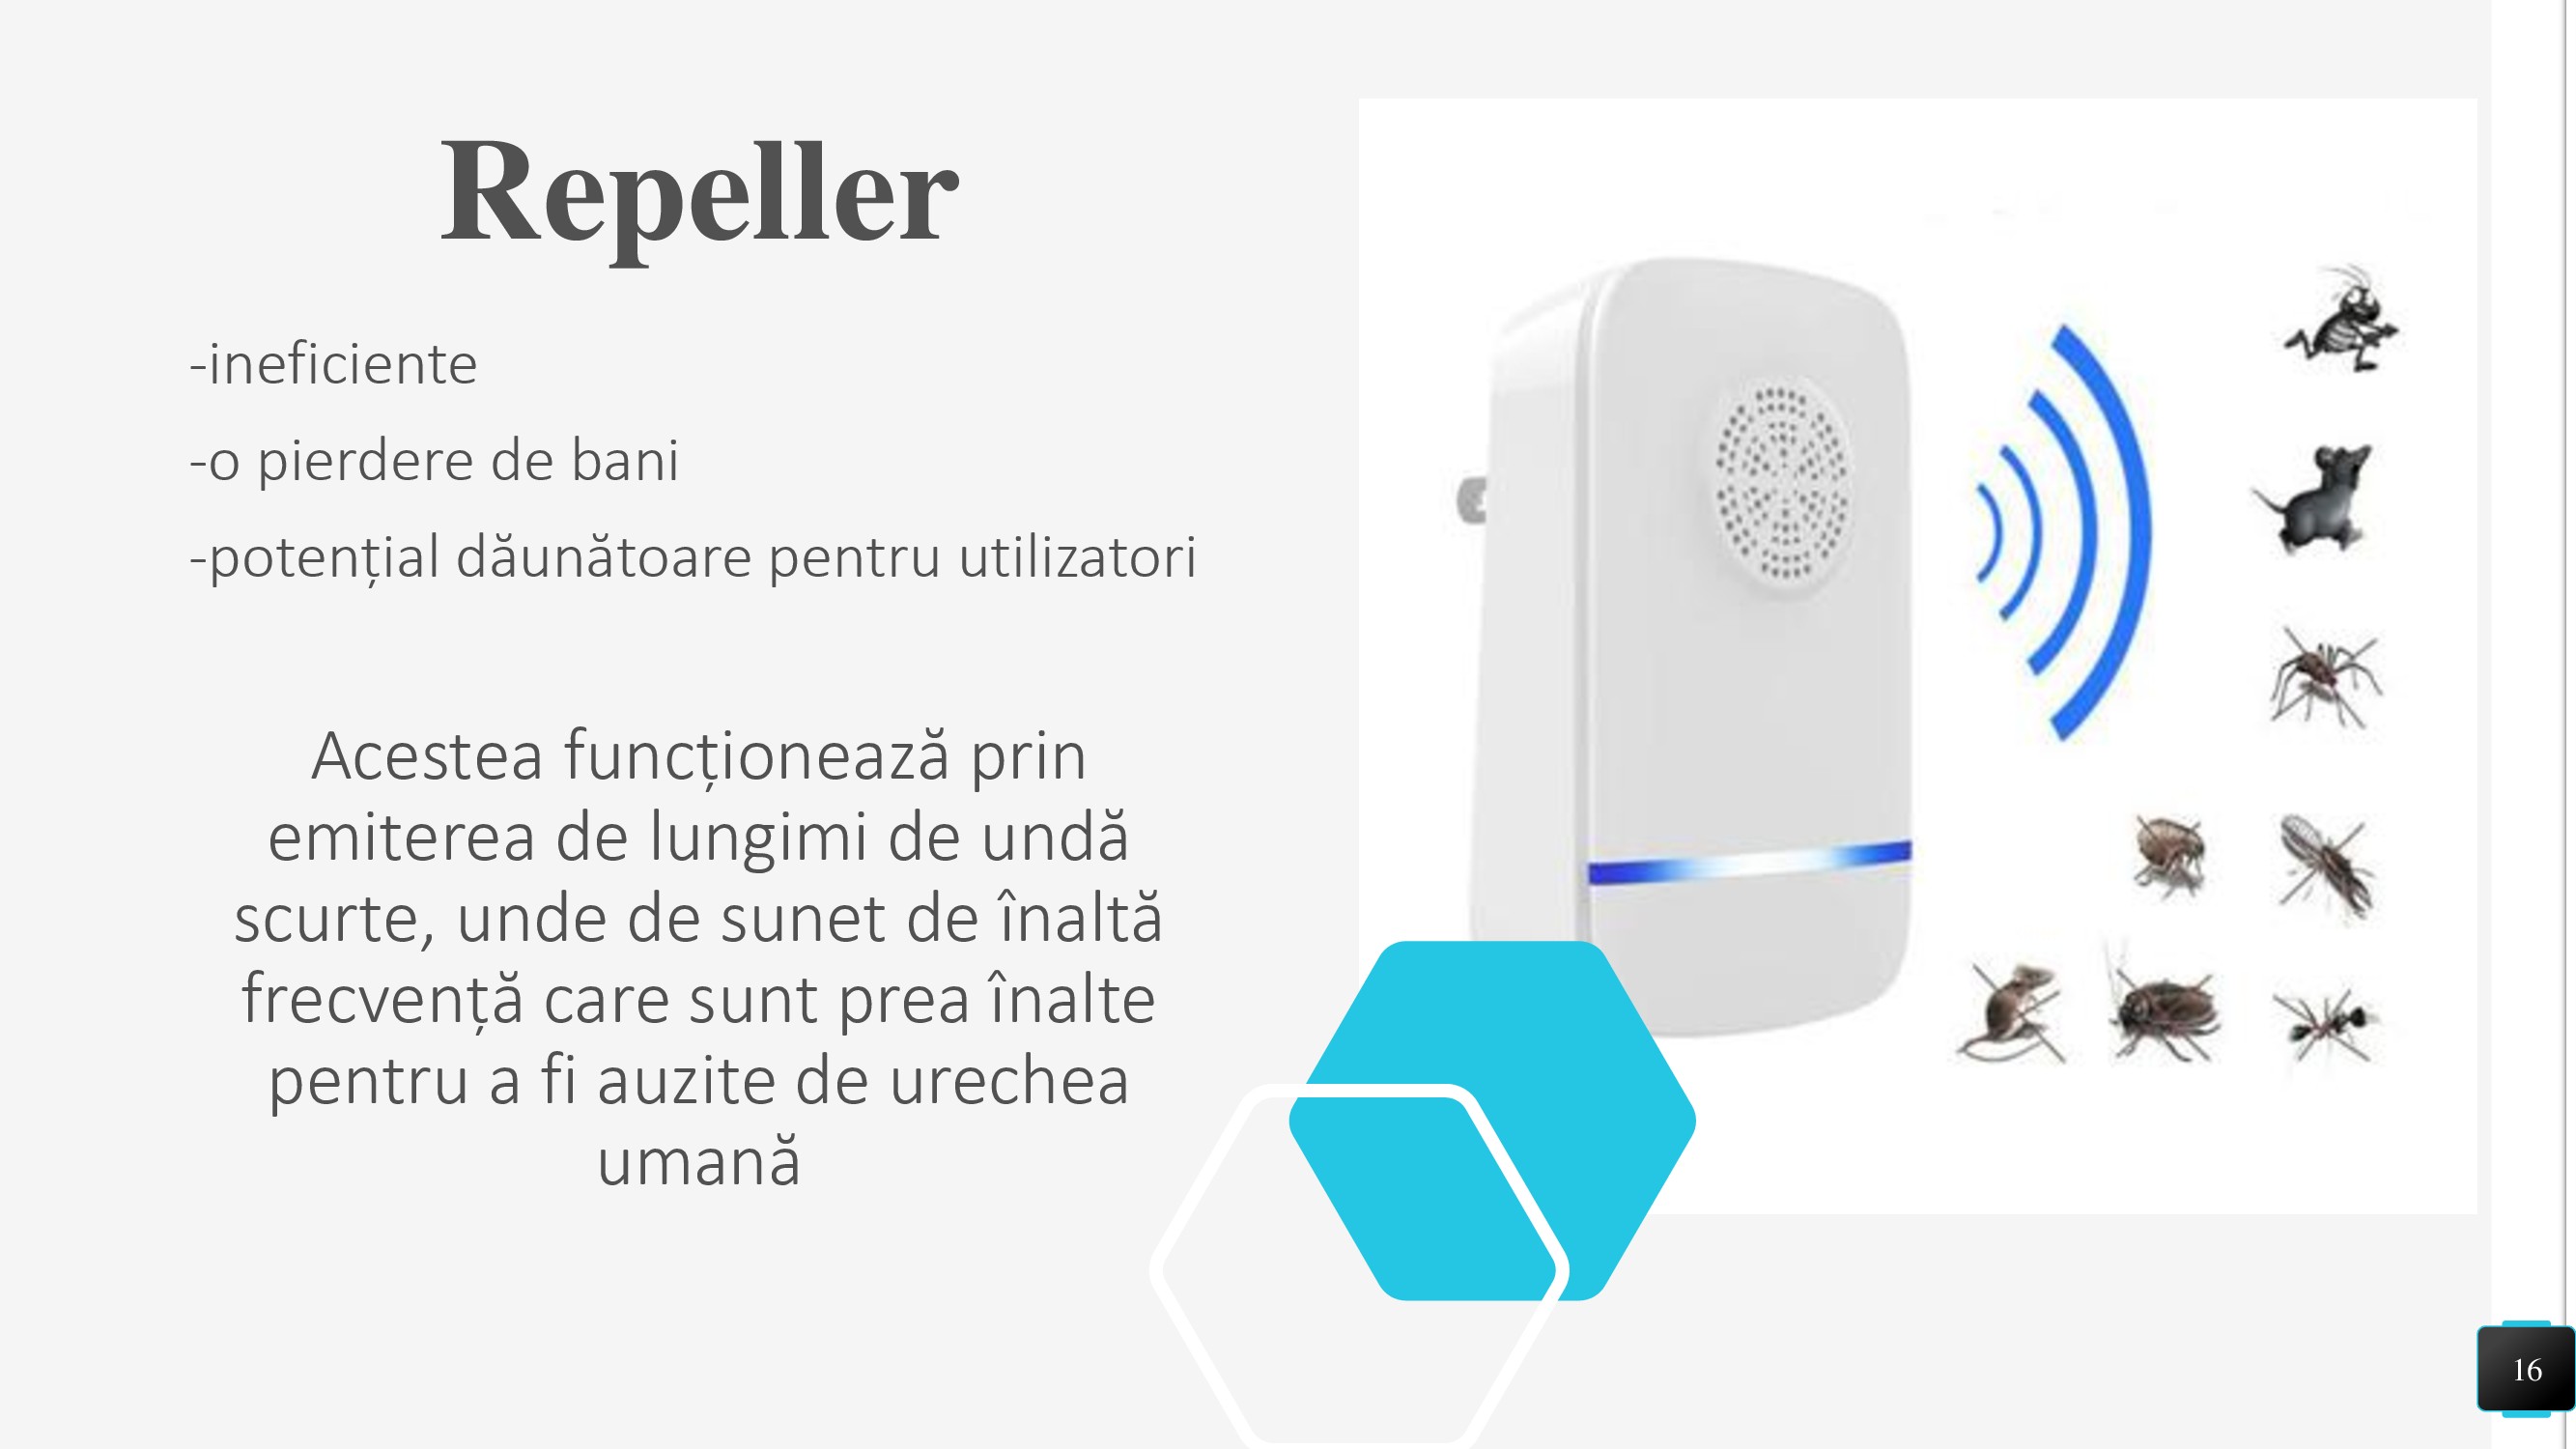 Repeller
-ineficiente
-o pierdere de bani
-potențial dăunătoare pentru utilizatori
Acestea funcționează prin
emiterea de lungimi de undă
scurte, unde de sunet de înaltă
frecvență care sunt prea înalte
pentru a fi auzite de urechea
umană
16